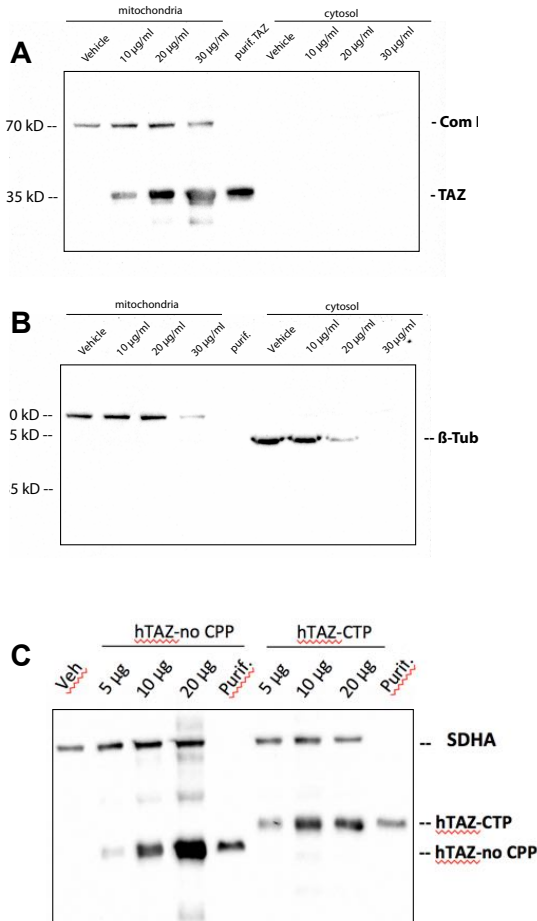 mitochondria cytosol
A Vehicle 10 µg/ml 20 µg/ml 30 µg/ml purif. TAZ Vehicle 10 µg/ml 20 µg/ml 30 µg/ml
70 kD -- - Com I
35 kD -- - TAZ
mitochondria cytosol
B Vehicle 10 µg/ml 20 µg/ml 30 µg/ml purif. Vehicle 10 µg/ml 20 µg/ml 30 µg/ml
0 kD --
5 kD -- -- ß-Tub
5 kD --
hTAZ-no CPP hTAZ-CTP
C Veh 5 µg 10 µg 20 µg Purif. 5 µg 10 µg 20 µg Purif.
-- SDHA
-- hTAZ-CTP
-- hTAZ-no CPP